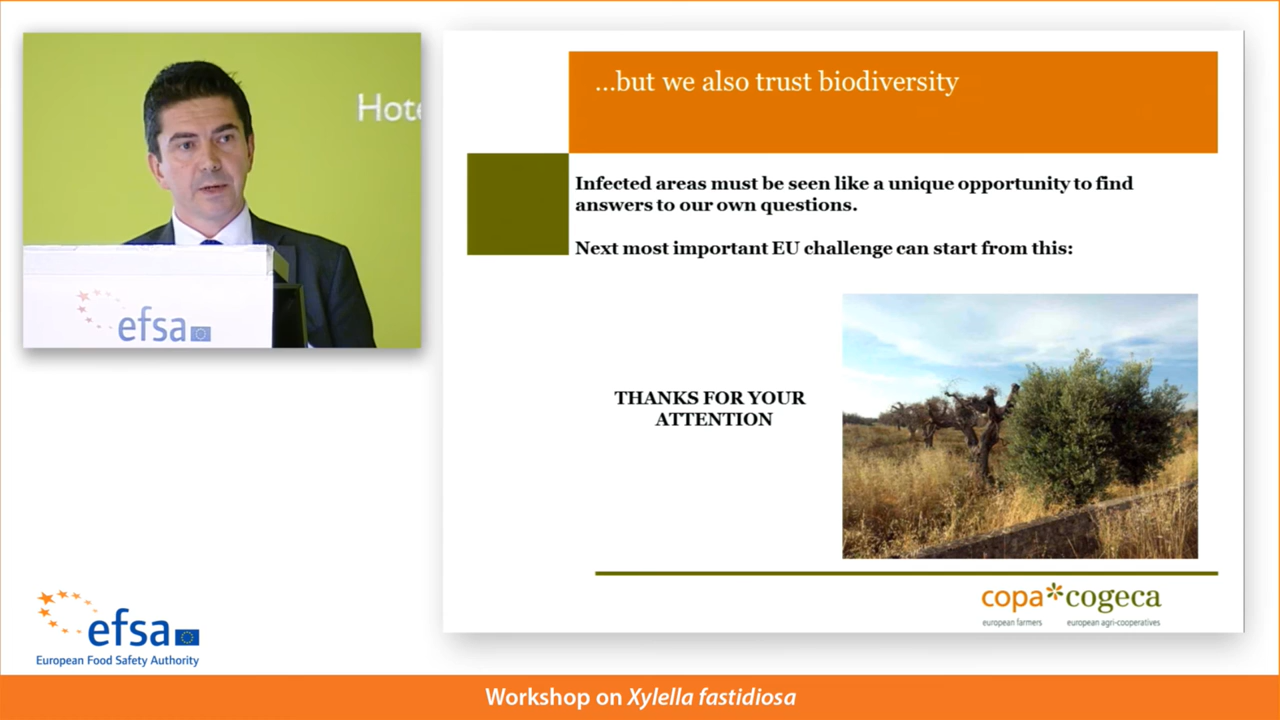 Hote
efsa
...but we also trust biodiversity
Infected areas must be seen like a unique opportunity to find
answers to our own questions.
Next most important EU challenge can start from this:
THANKS FOR YOUR
ATTENTION
copa*cogeca
european farmers european agri-cooperatives
efsa
European Food Safety Authority
Workshop on Xylella fastidiosa